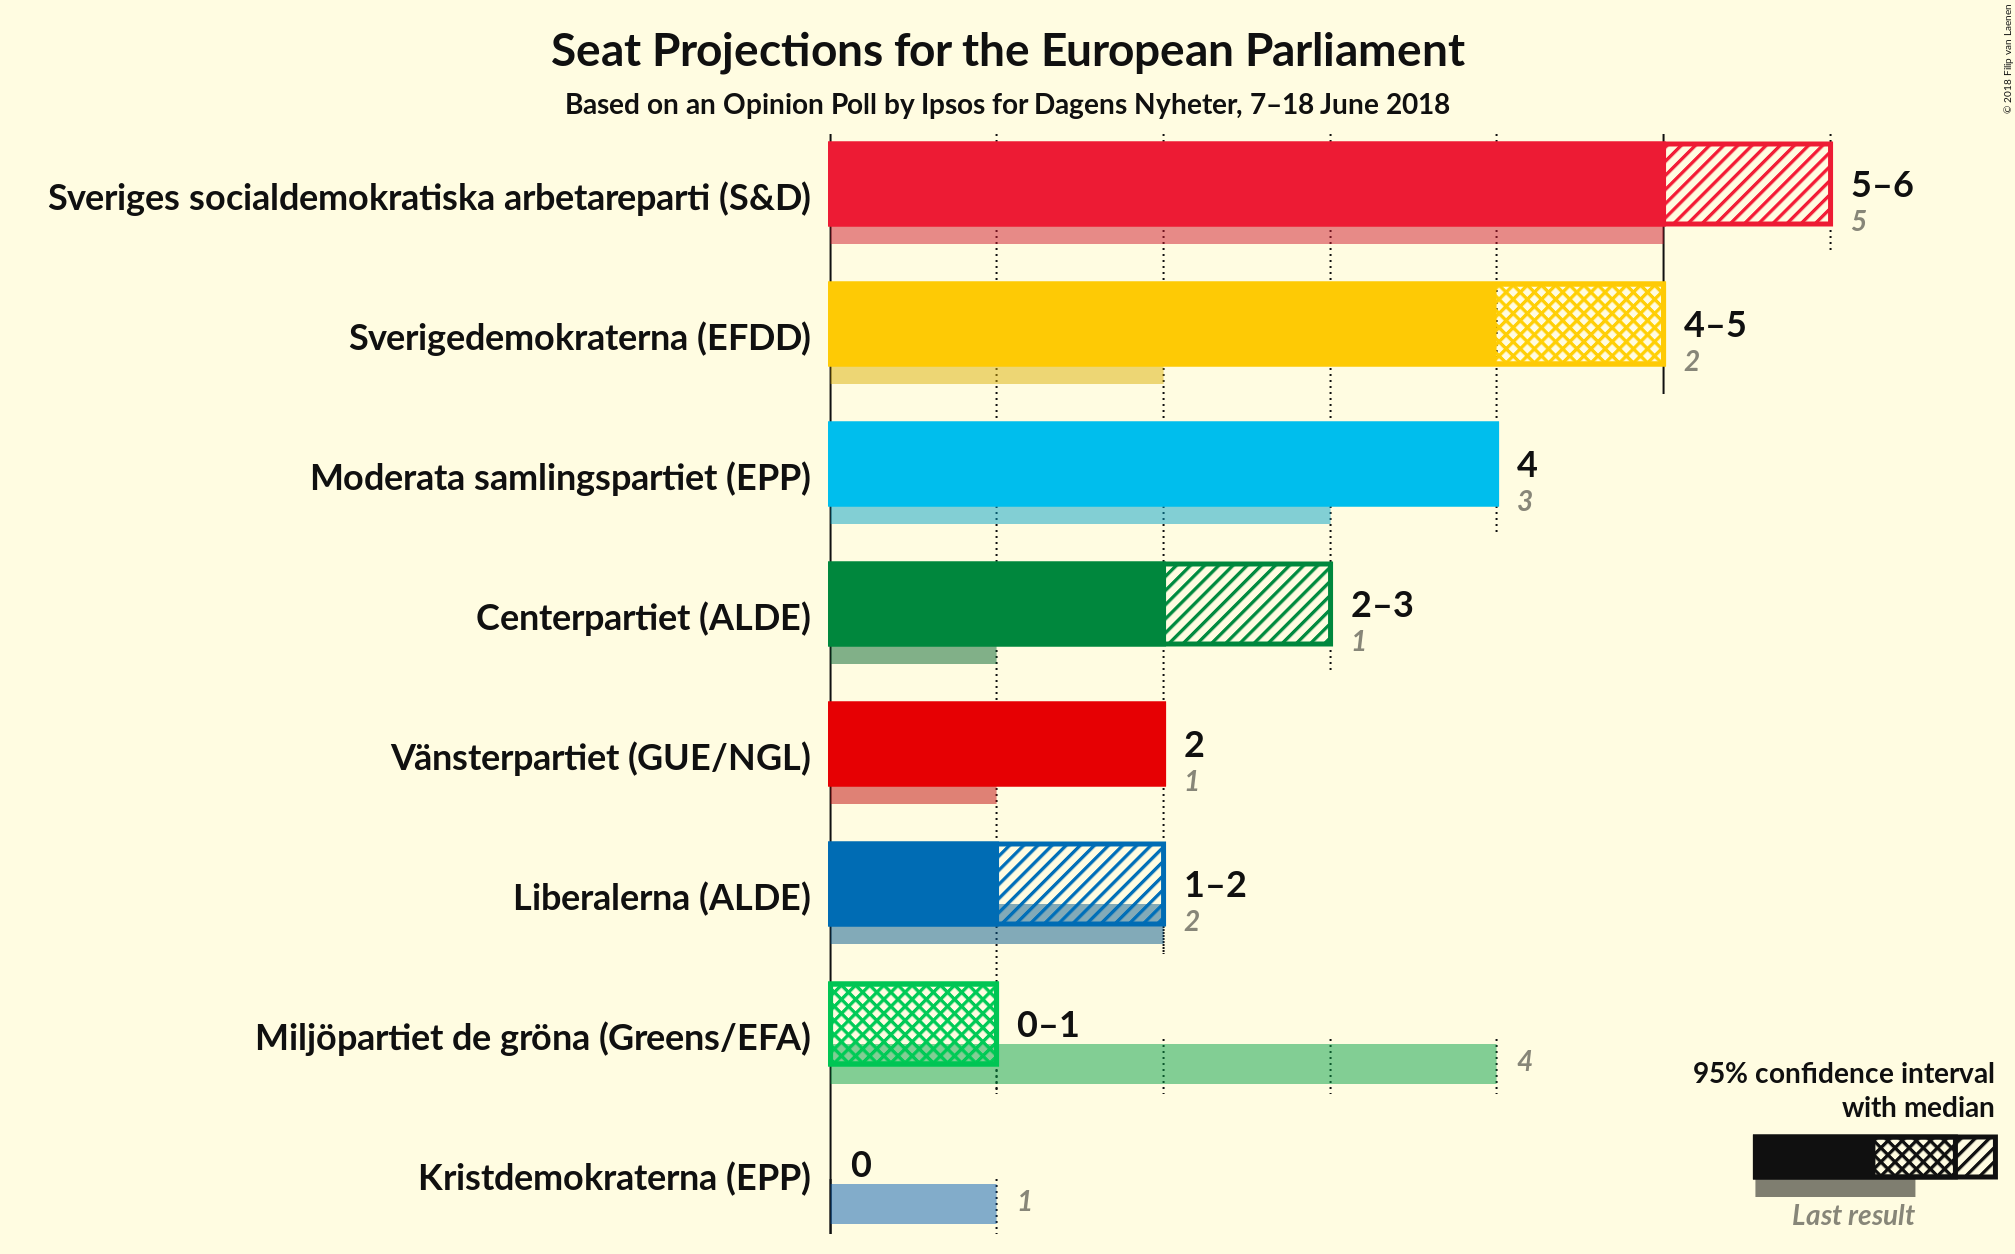 Seat Projections for the European Parliament
Based on an Opinion Poll by Ipsos for Dagens Nyheter, 7–18 June 2018
© 2018 Filip van Laenen
Sveriges socialdemokratiska arbetareparti (S&D)
5–6
5
Sverigedemokraterna (EFDD)
4–5
2
Moderata samlingspartiet (EPP)
4
3
Centerpartiet (ALDE)
2–3
1
Vänsterpartiet (GUE/NGL)
2
1
Liberalerna (ALDE)
1–2
2
Miljöpartiet de gröna (Greens/EFA)
0–1
4
Kristdemokraterna (EPP)
0
1
95% confidence interval
with median
Last result